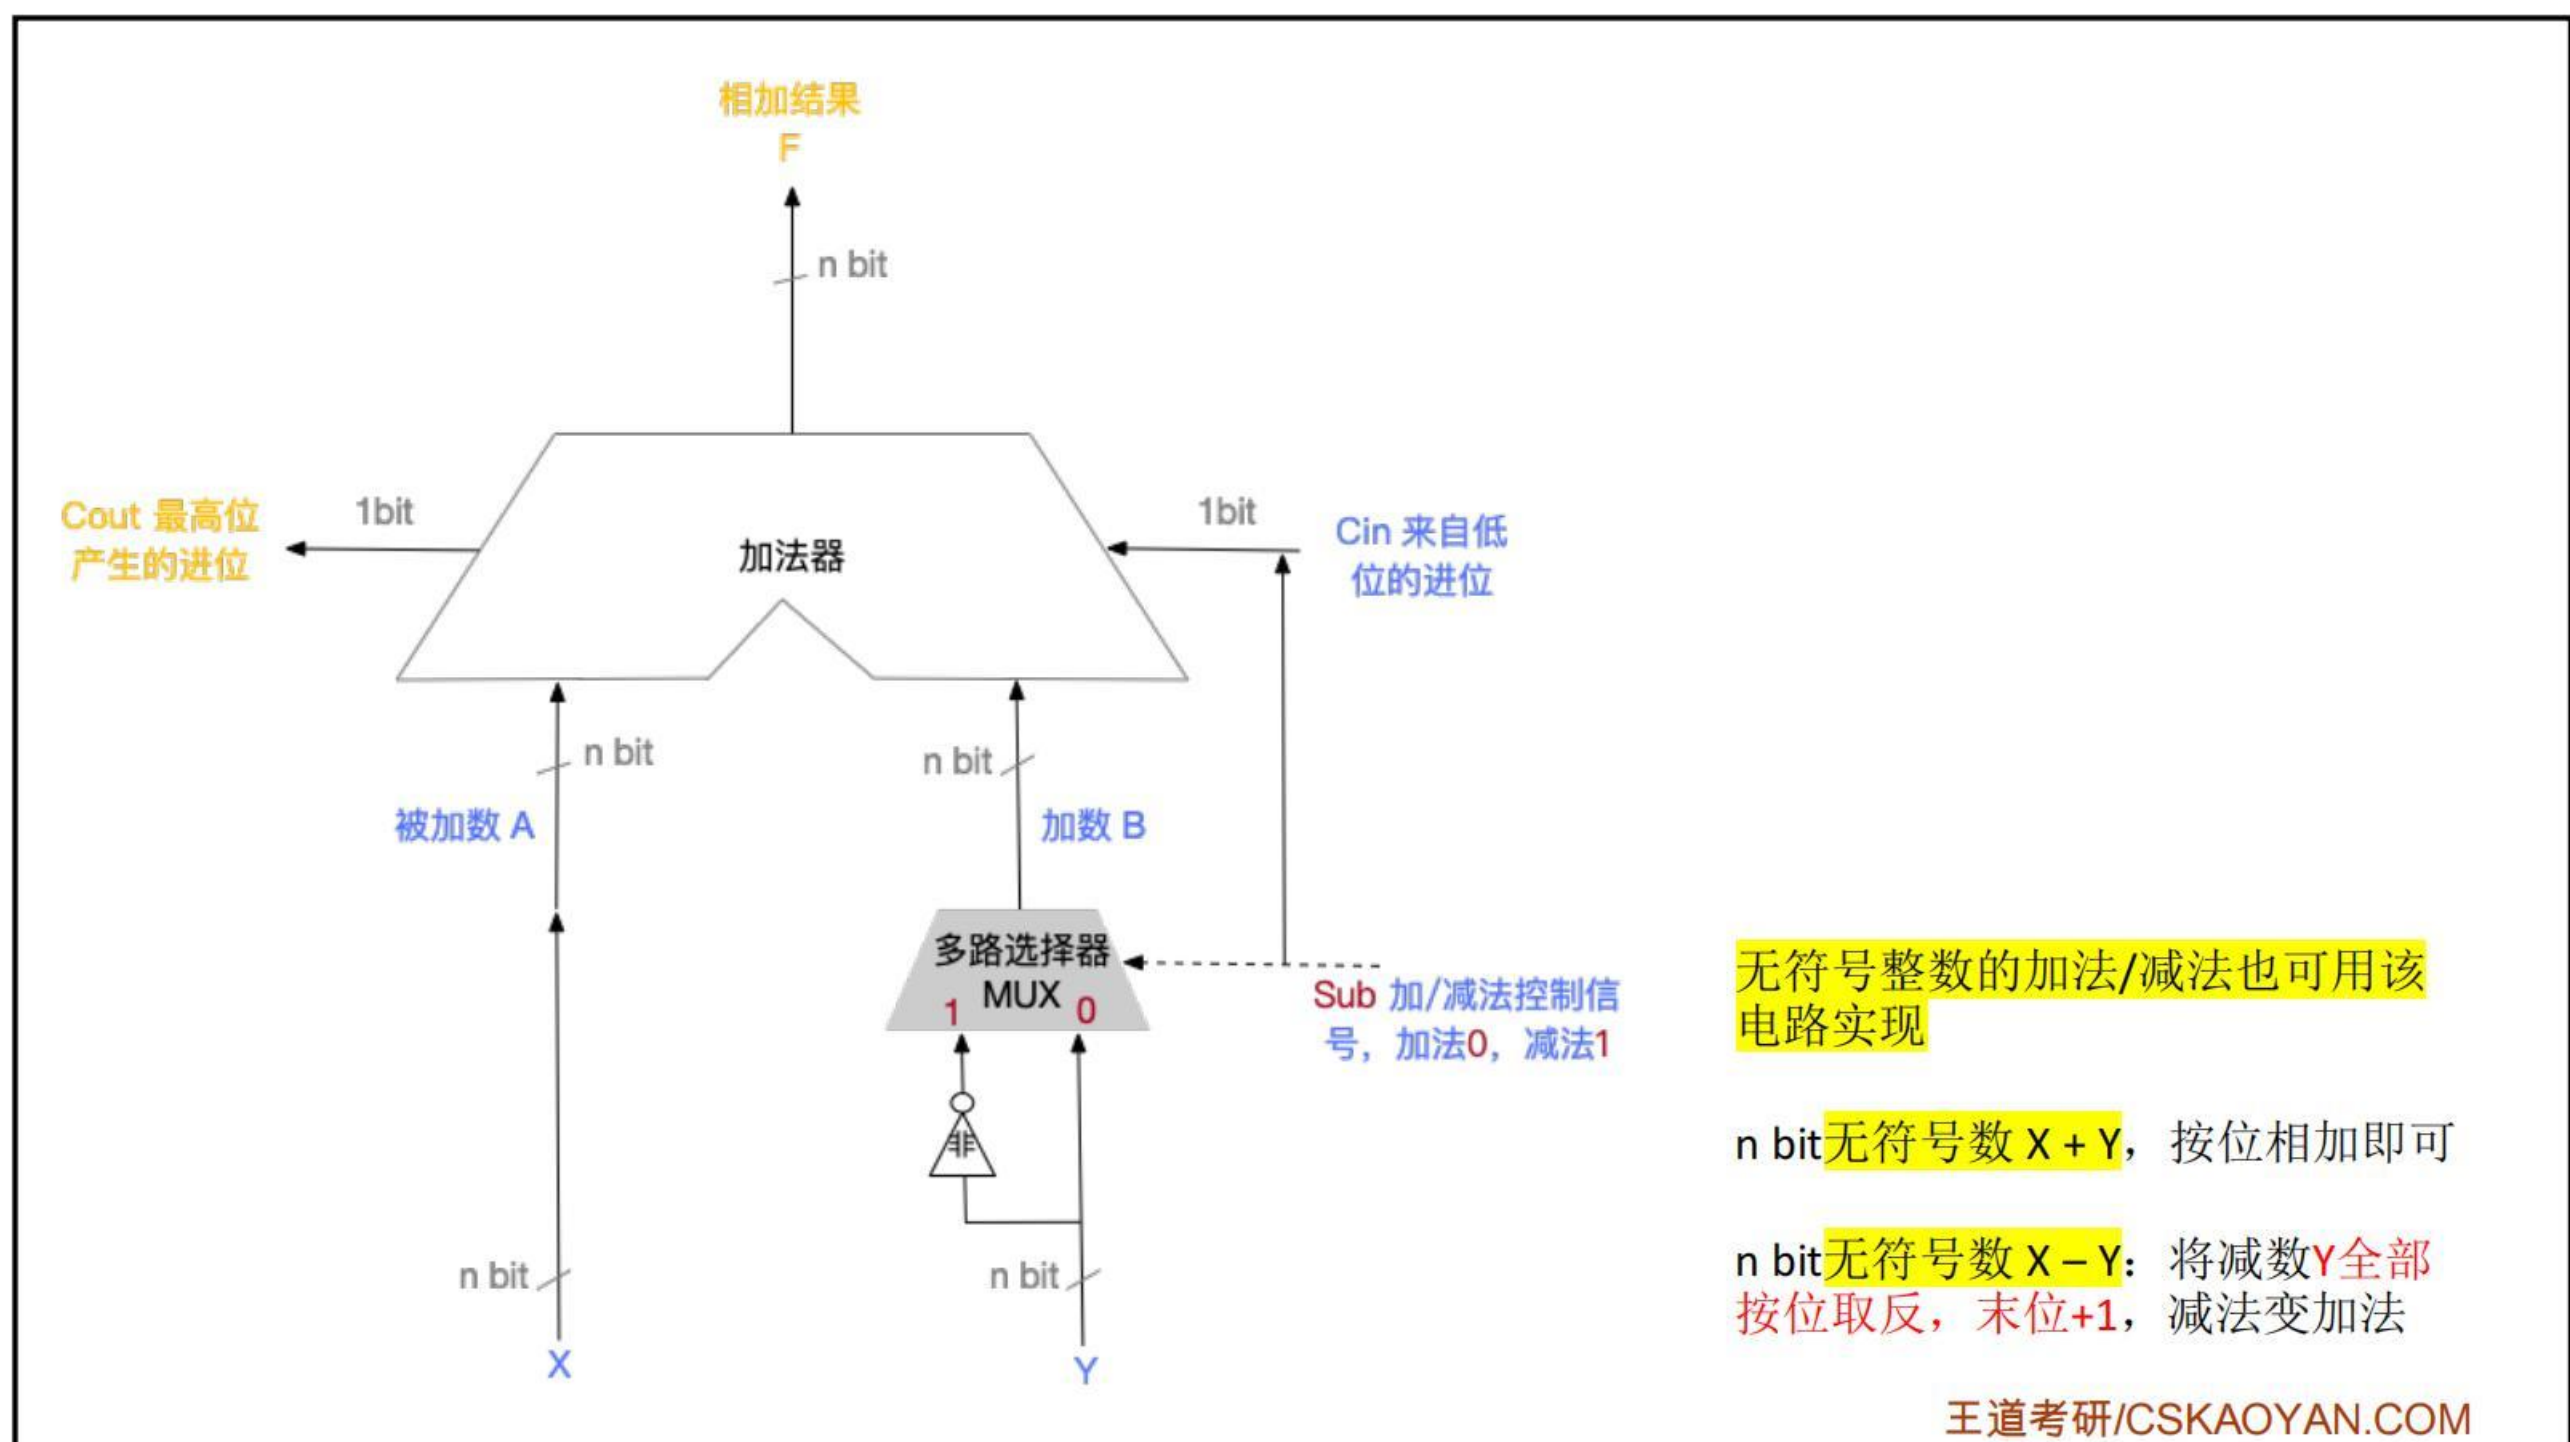 相加结果
F
n bit
Cout 最高位
产生的进位
1bit
加法器
1bit
Cin 来自低
位的进位
n bit
n bit
被加数 A
加数 B
多路选择器
MUX
1
0
Sub 加/减法控制信
号，加法0，减法1
非
n bit
n bit
X
Y
无符号整数的加法/减法也可用该
电路实现
n bit无符号数 X + Y，按位相加即可
n bit无符号数 X – Y：将减数Y全部
按位取反，末位+1，减法变加法
王道考研/CSKAOYAN.COM